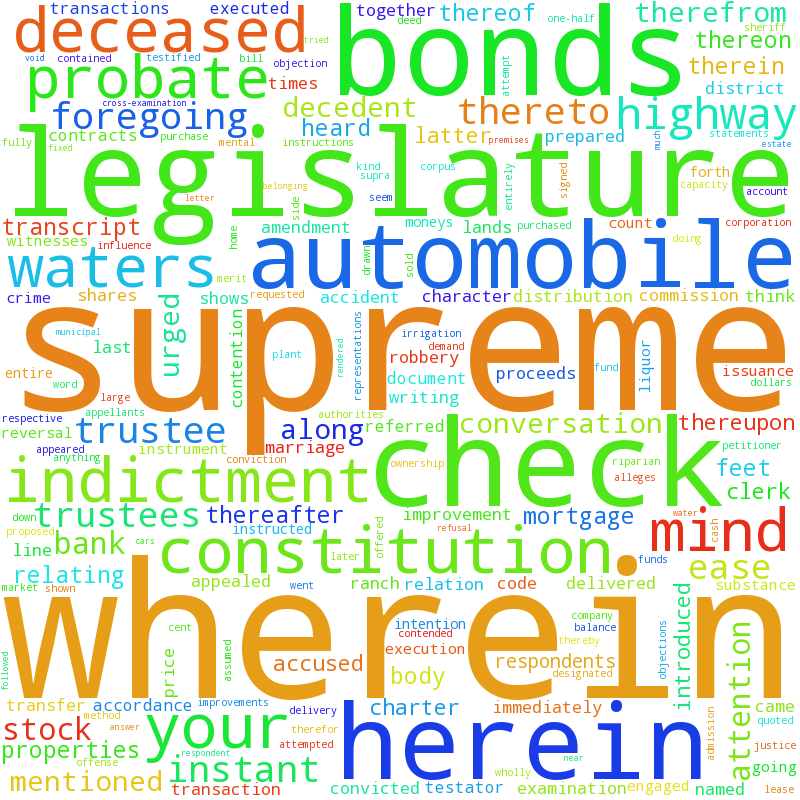 transactions executed together thereof one-half therefrom sheriff
deceased bonds deed
void contained testified bill tried thereon
probate objection attempt therein
cross-examination times district
foregoing decedent thereto highway
contracts purchase heard latter prepared statements
fully fixed mental instructions premises much estate
legislature
kind supra corpus entirely signed forth capacity account
belonging letter side seem
transcript amendment moneys lands purchased count corporation
witnesses influence home doing
waters automobile
drawn sold merit
crime shares shows requested accident character distribution commission think
supreme
municipal urged contention irrigation representations
last plant rendered demand robbery fund liquor
entire document proceeds issuance
word writing dollars
large respective appellants authorities
trustee along referred conversation thereupon
reversal instrument marriage petitioner
appeared anything conviction ownership riparian feet
indictment check alleges clerk
trustees thereafter improvement mortgage mind
down instructed offered refusal water cash
proposed line bank cars later constitution funds ease
relating appealed went ranch relation code delivered substance
market shown
wherein
cent assumed intention company introduced
price contended balance thereby objections
accused execution respondents designated attention
followed body
transfer accordance improvements charter immediately came
method delivery quoted
stock your therefor herein admission justice
answer attempted going
properties respondent near
offense instant wholly
mentioned transaction convicted testator examination engaged named lease